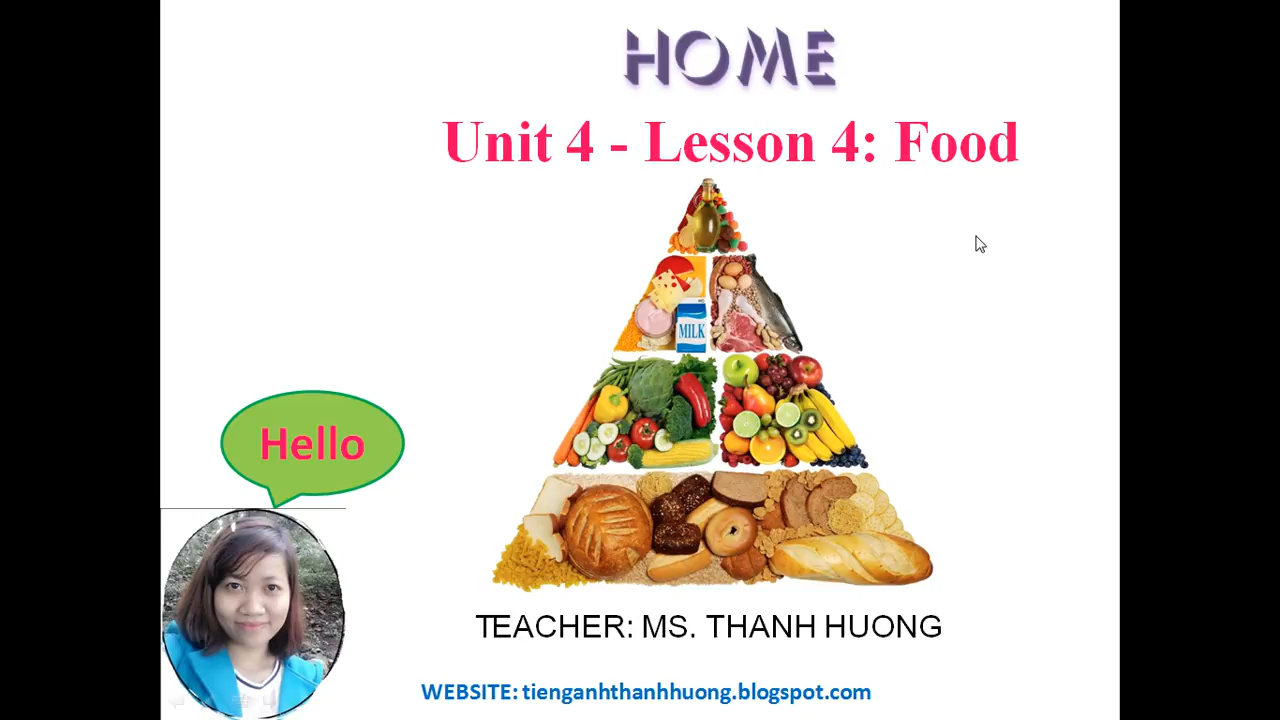 HOME
Unit 4 - Lesson 4: Food
MILK
Hello
TEACHER: MS. THANH HUONG
WEBSITE: tienganhthanhhuong.blogspot.com